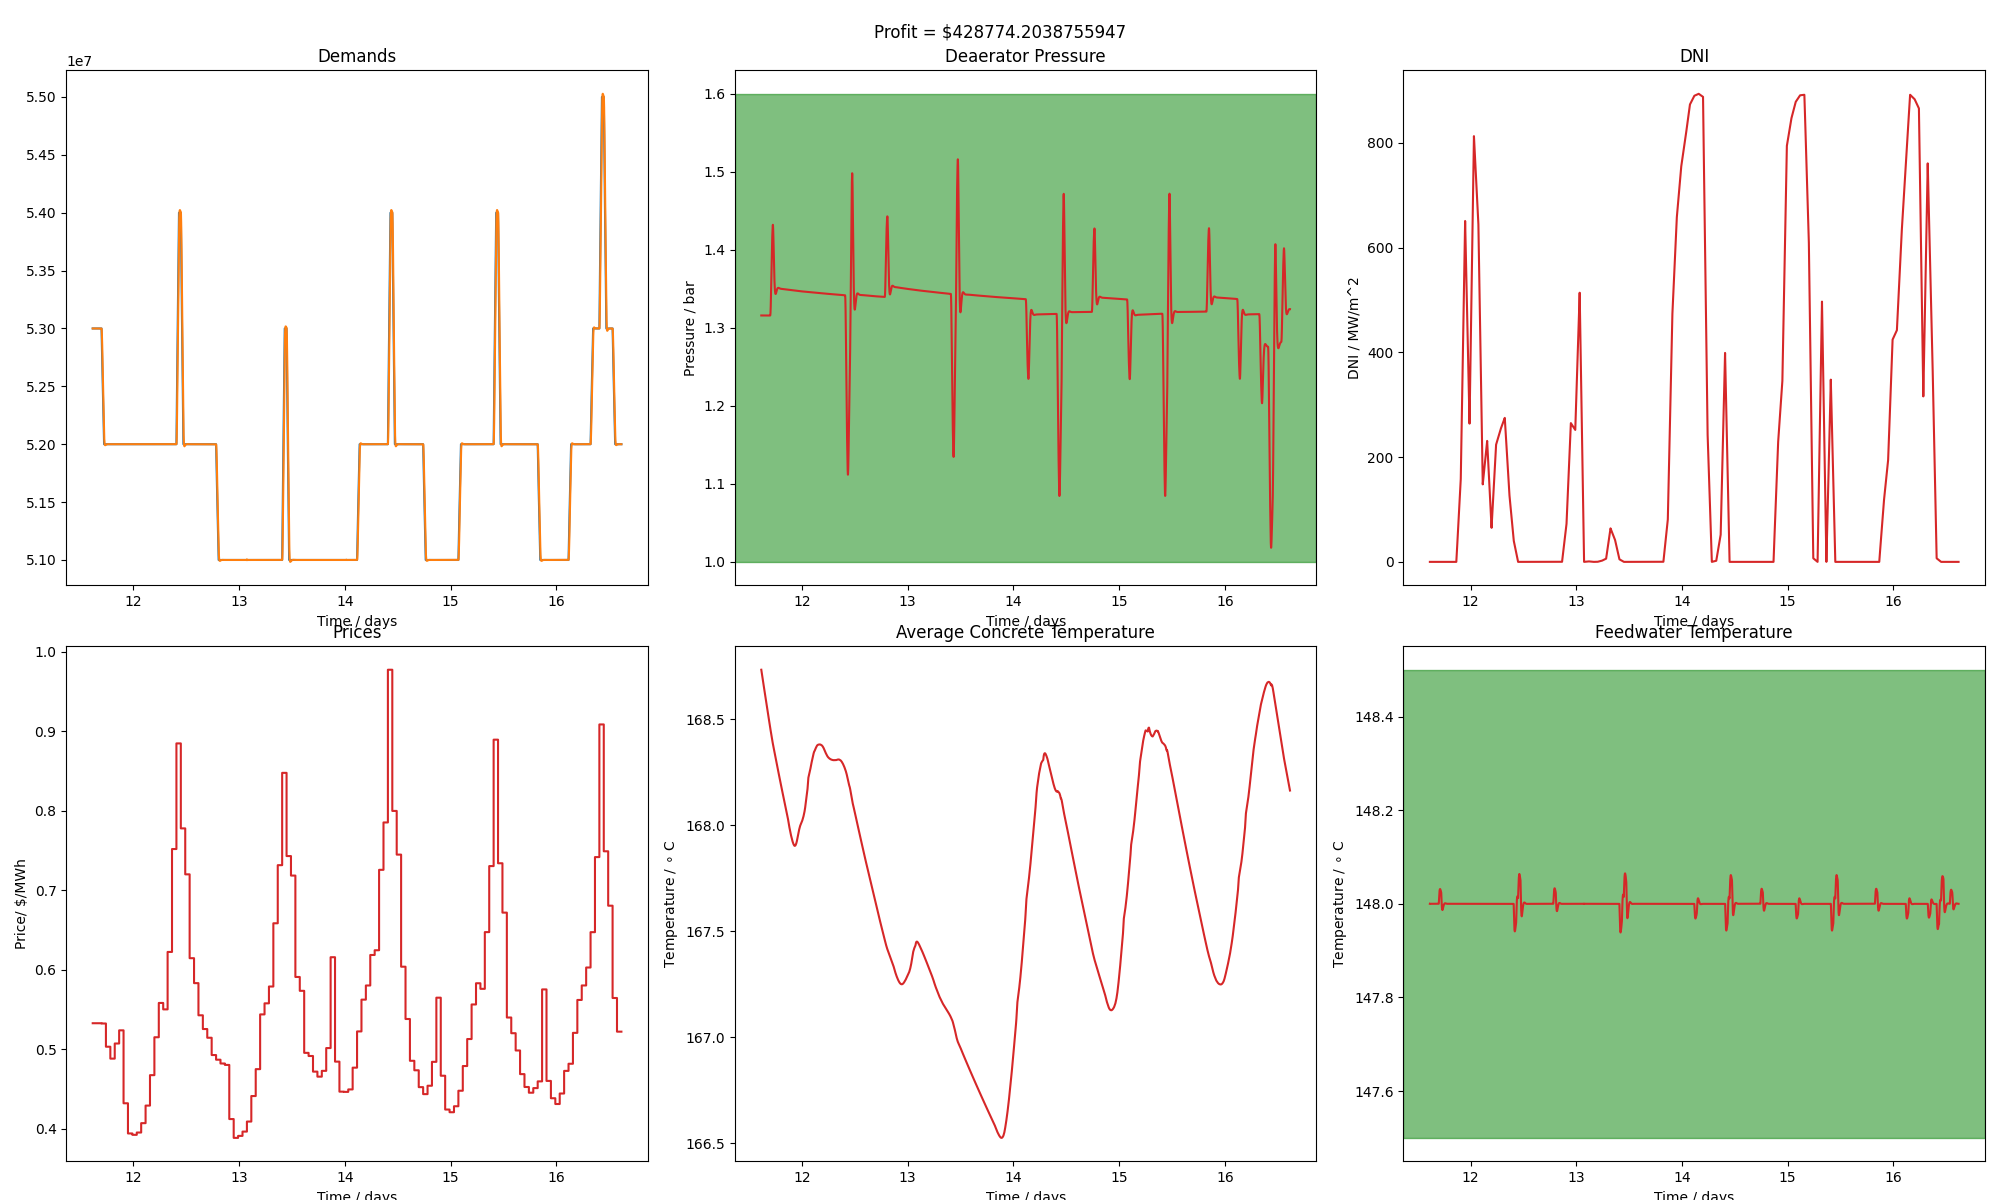 Profit = $428774.2038755947
Demands
1e7
5.50
5.45
5.40
5.35
5.30
5.25
5.20
5.15
5.10
12 13 14 15 16
Time / days
Deaerator Pressure
Pressure / bar
1.6
1.5
1.4
1.3
1.2
1.1
1.0
12 13 14 15 16
Time / days
DNI
DNI / MW/m^2
800
600
400
200
0
12 13 14 15 16
Time / days
Prices
Price/ $/MWh
1.0
0.9
0.8
0.7
0.6
0.5
0.4
12 13 14 15 16
Time / days
Average Concrete Temperature
Temperature / ∘ C
168.5
168.0
167.5
167.0
166.5
12 13 14 15 16
Time / days
Feedwater Temperature
Temperature / ∘ C
148.4
148.2
148.0
147.8
147.6
12 13 14 15 16
Time / days